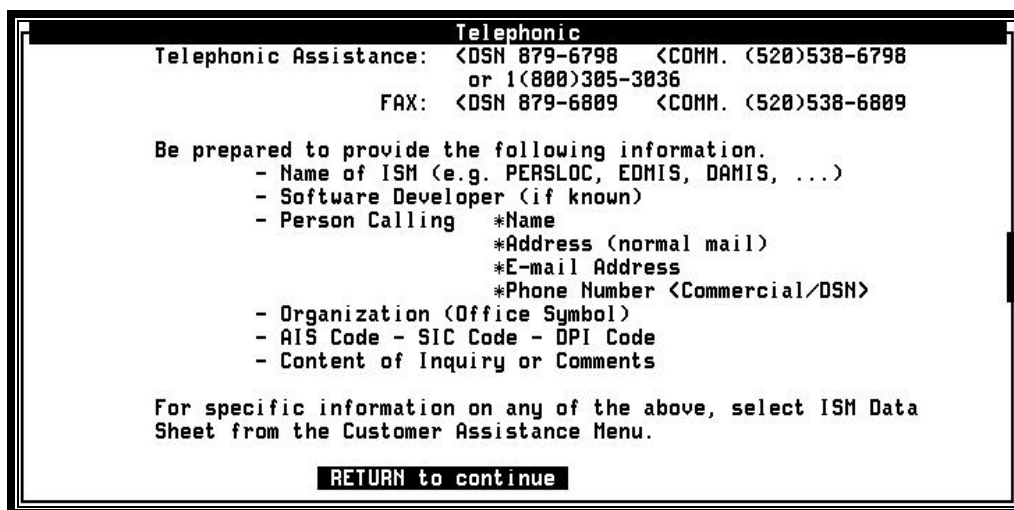 Telephonic
Telephonic Assistance: <DSN 879-6798 <COMM. (520)538-6798
or 1(800)305-3036
FAX: <DSN 879-6809 <COMM. (520)538-6809
Be prepared to provide the following information.
- Name of ISM (e.g. PERSLOC, EDMIS, DAMIS, ...)
- Software Developer (if known)
- Person Calling *Name
*Address (normal mail)
*E-mail Address
*Phone Number <Commercial/DSN>
- Organization (Office Symbol)
- AIS Code - SIC Code - DPI Code
- Content of Inquiry or Comments
For specific information on any of the above, select ISM Data
Sheet from the Customer Assistance Menu.
RETURN to continue